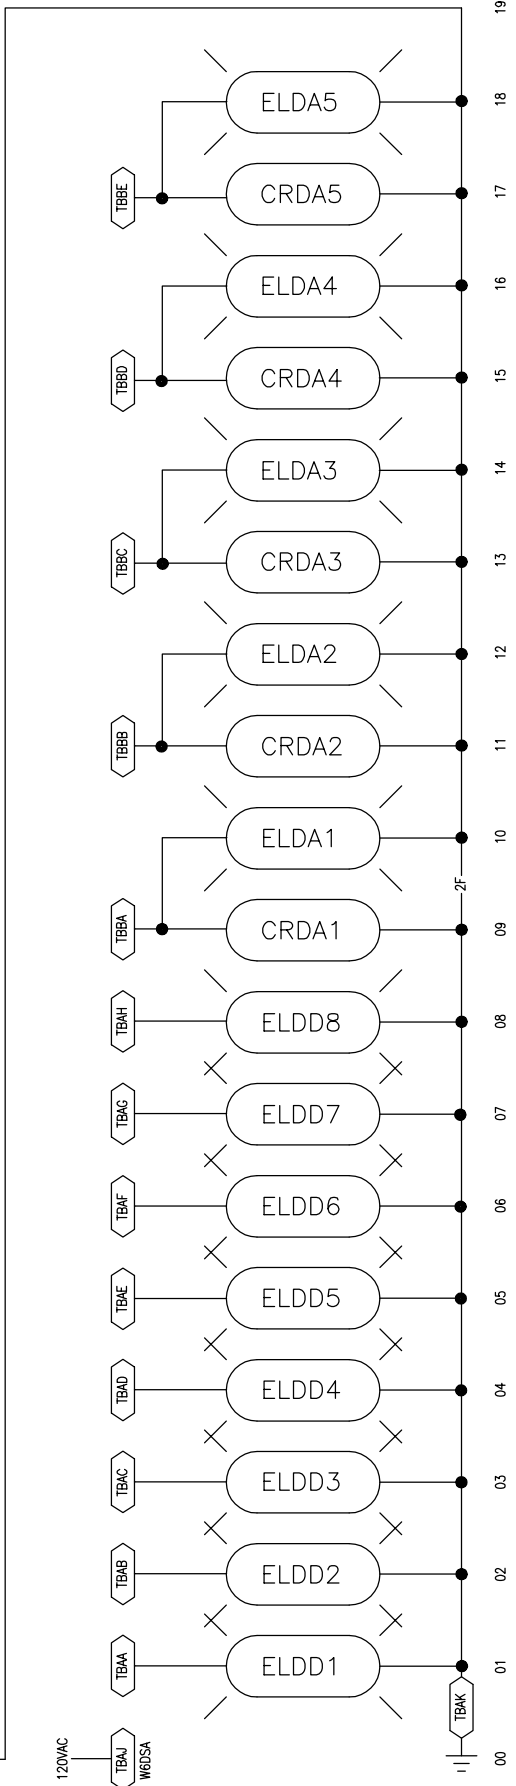 19
ELDA5
18
TBBE
CRDA5
17
ELDA4
16
TBBD
CRDA4
15
ELDA3
14
TBBC
CRDA3
13
ELDA2
12
TBBB
CRDA2
11
ELDA1
10
2F
TBBA
CRDA1
09
TBAH
ELDD8
08
TBAG
ELDD7
07
TBAF
ELDD6
06
TBAE
ELDD5
05
TBAD
ELDD4
04
TBAC
ELDD3
03
TBAB
ELDD2
02
TBAA
ELDD1
01
TBAK
120VAC
TBAJ
W6DSA
00